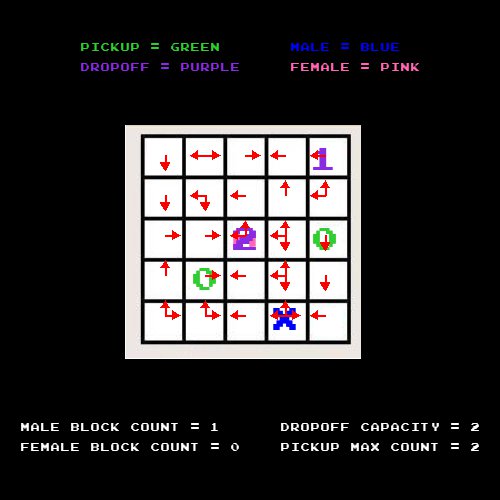 PICKUP = GREEN MALE = BLUE
DROPOFF = PURPLE FEMALE = PINK
1
2 0
0
X
MALE BLOCK COUNT = 1 DROPOFF CAPACITY = 2
FEMALE BLOCK COUNT = 0 PICKUP MAX COUNT = 2